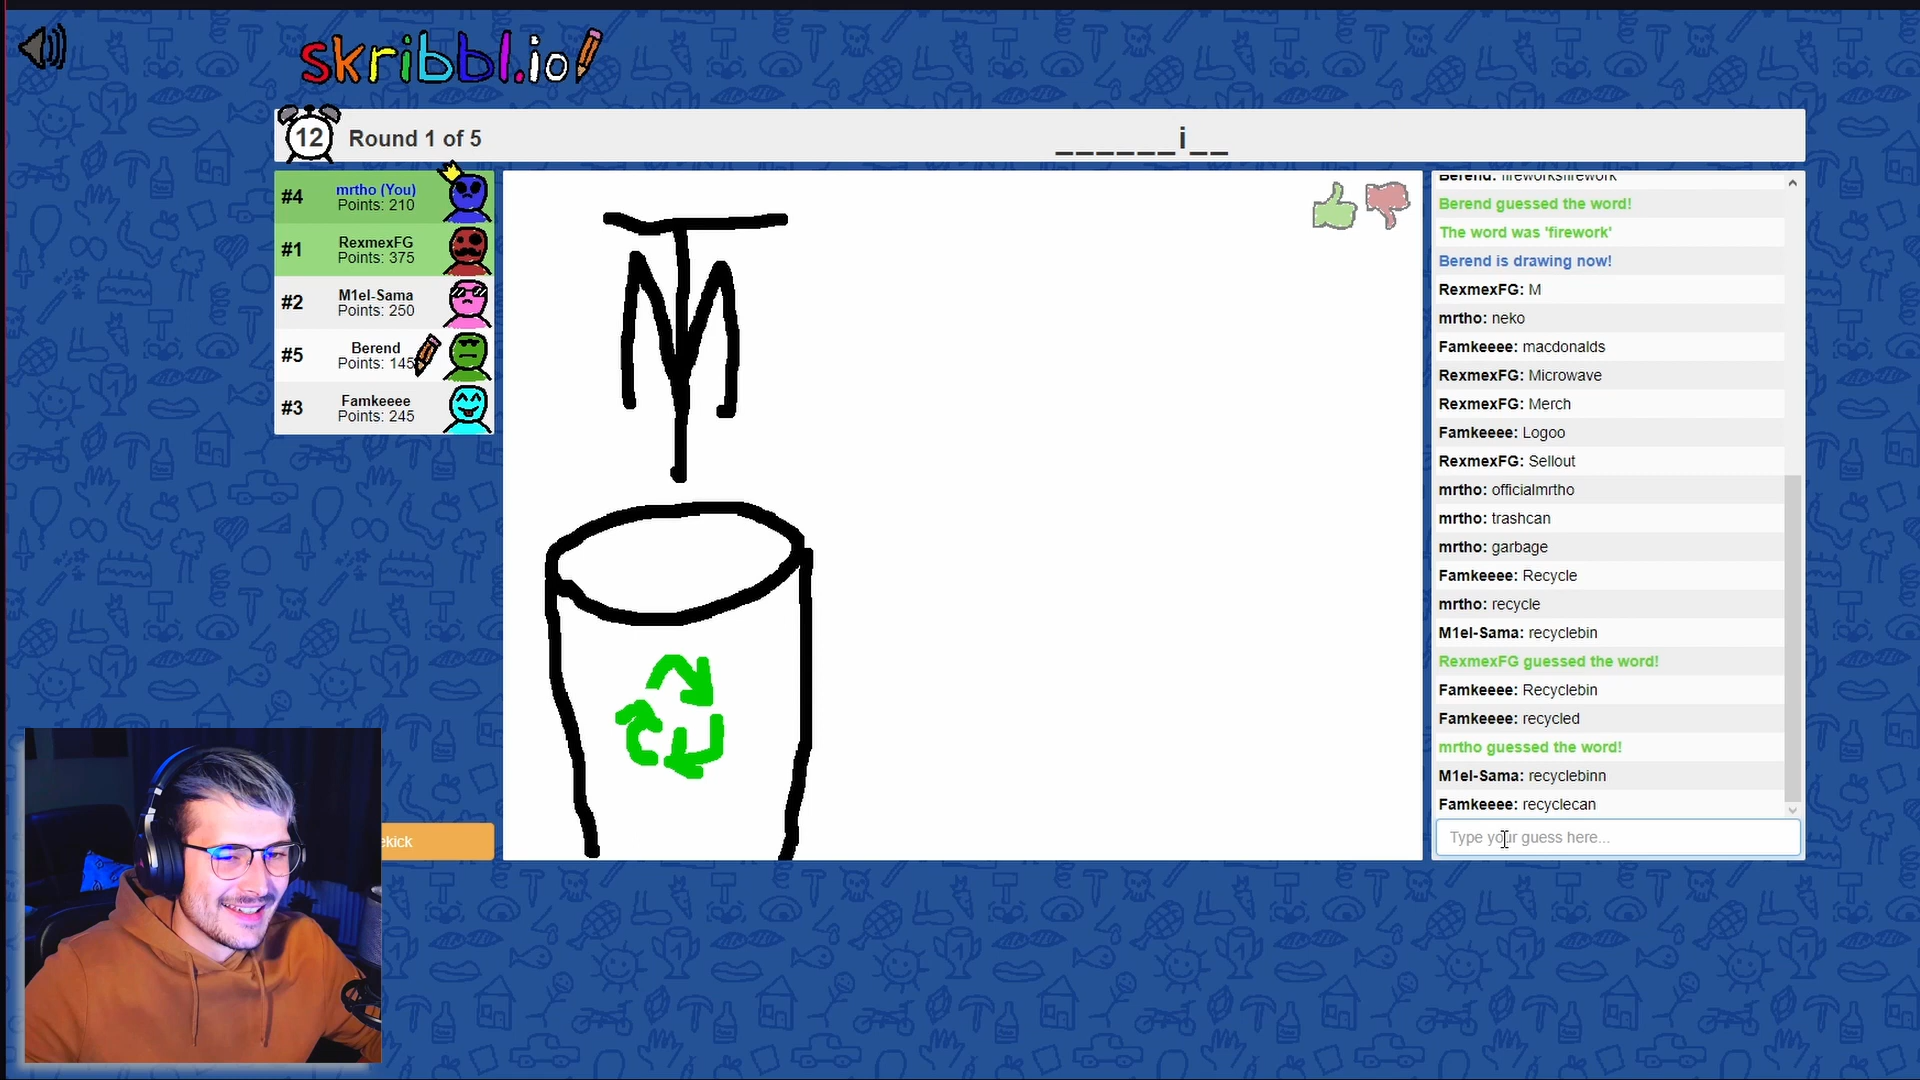 skribbl.io
12
Round 1 of 5
______i__
#4
mrtho (You)
Points: 210
#1
RexmexFG
Points: 375
#2
M1el-Sama
Points: 250
#5
Berend
Points: 145
#3
Famkeeee
Points: 245
ekick
TM
Berend: fireworksfirework
Berend guessed the word!
The word was 'firework'
Berend is drawing now!
RexmexFG: M
mrtho: neko
Famkeeee: macdonalds
RexmexFG: Microwave
RexmexFG: Merch
Famkeeee: Logoo
RexmexFG: Sellout
mrtho: officialmrtho
mrtho: trashcan
mrtho: garbage
Famkeeee: Recycle
mrtho: recycle
M1el-Sama: recyclebin
RexmexFG guessed the word!
Famkeeee: Recyclebin
Famkeeee: recycled
mrtho guessed the word!
M1el-Sama: recyclebinn
Famkeeee: recyclecan
Type your guess here...